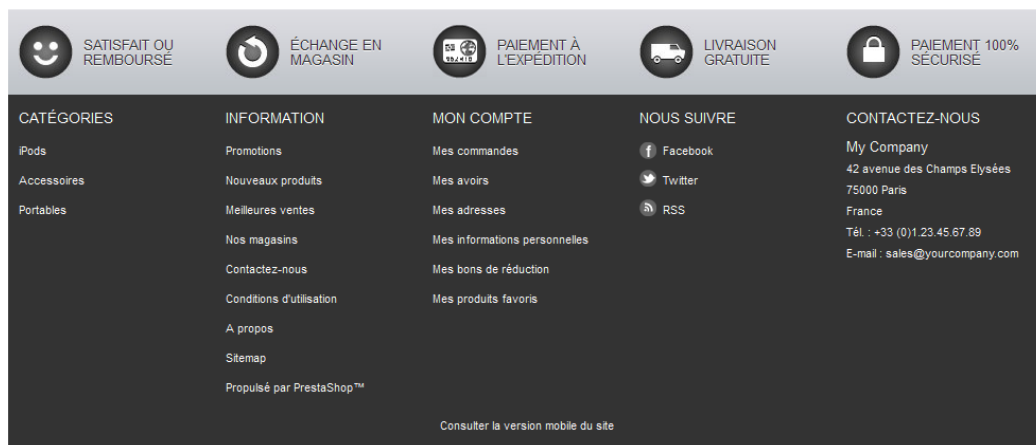 SATISFAIT OU
REMBOURSÉ
ÉCHANGE EN
MAGASIN
PAIEMENT À
L'EXPÉDITION
LIVRAISON
GRATUITE
PAIEMENT 100%
SÉCURISÉ
CATÉGORIES
iPods
Accessoires
Portables
INFORMATION
Promotions
Nouveaux produits
Meilleures ventes
Nos magasins
Contactez-nous
Conditions d'utilisation
A propos
Sitemap
Propulsé par PrestaShop™
MON COMPTE
Mes commandes
Mes avoirs
Mes adresses
Mes informations personnelles
Mes bons de réduction
Mes produits favoris
NOUS SUIVRE
Facebook
Twitter
RSS
CONTACTEZ-NOUS
My Company
42 avenue des Champs Elysées
75000 Paris
France
Tél. : +33 (0)1.23.45.67.89
E-mail : sales@yourcompany.com
Consulter la version mobile du site